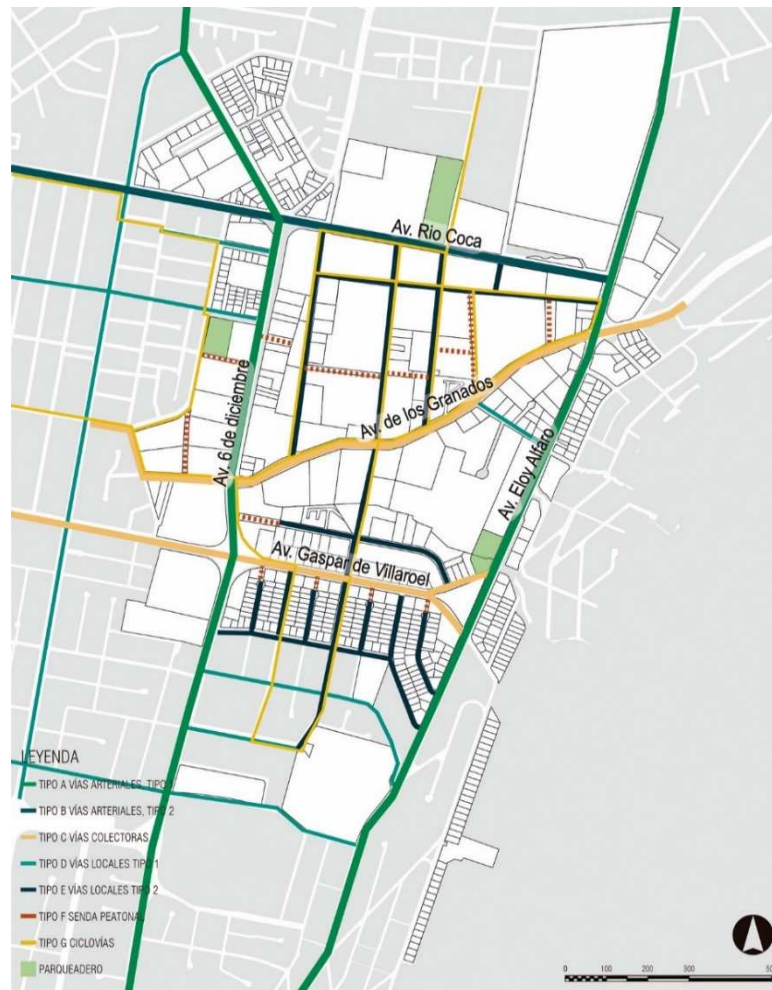 Av. Rio Coca
Av. de los Granados
Av. 6 de diciembre
Av. Eloy Alfaro
Av. Gaspar de Villaroel
LEYENDA
TIPO A VÍAS ARTERIALES, TIPO
TIPO B VÍAS ARTERIALES, TIPO 2
TIPO C VÍAS COLECTORAS
TIPO D VÍAS LOCALES TIPO 1
TIPO E VÍAS LOCALES TIPO 2
TIPO F SENDA PEATONAL
TIPO G CICLOVÍAS
PARQUEADERO
0 100 200 300